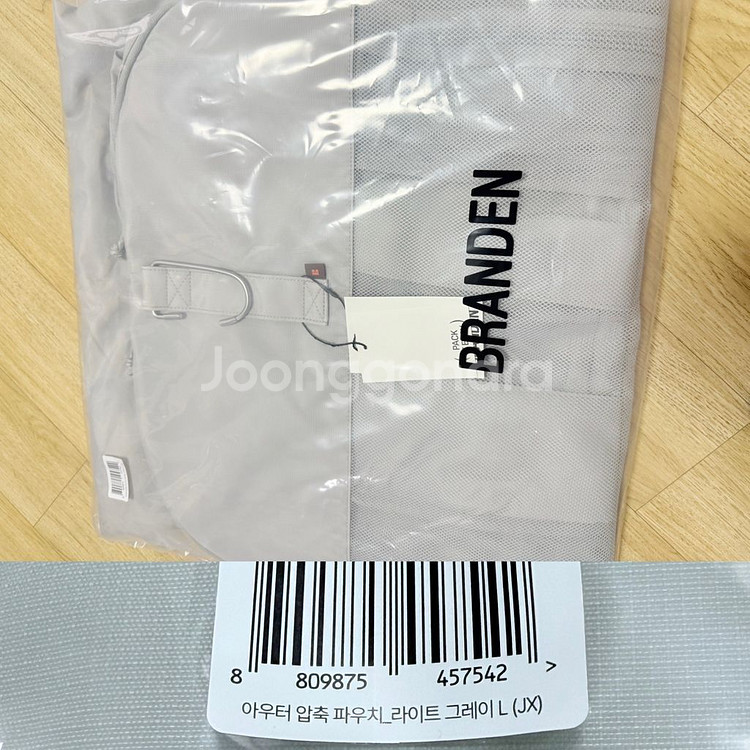 BRANDEN
PACK
Joonggonara
8 809875 457542 >
아우터 압축 파우치_라이트 그레이 L (JX)